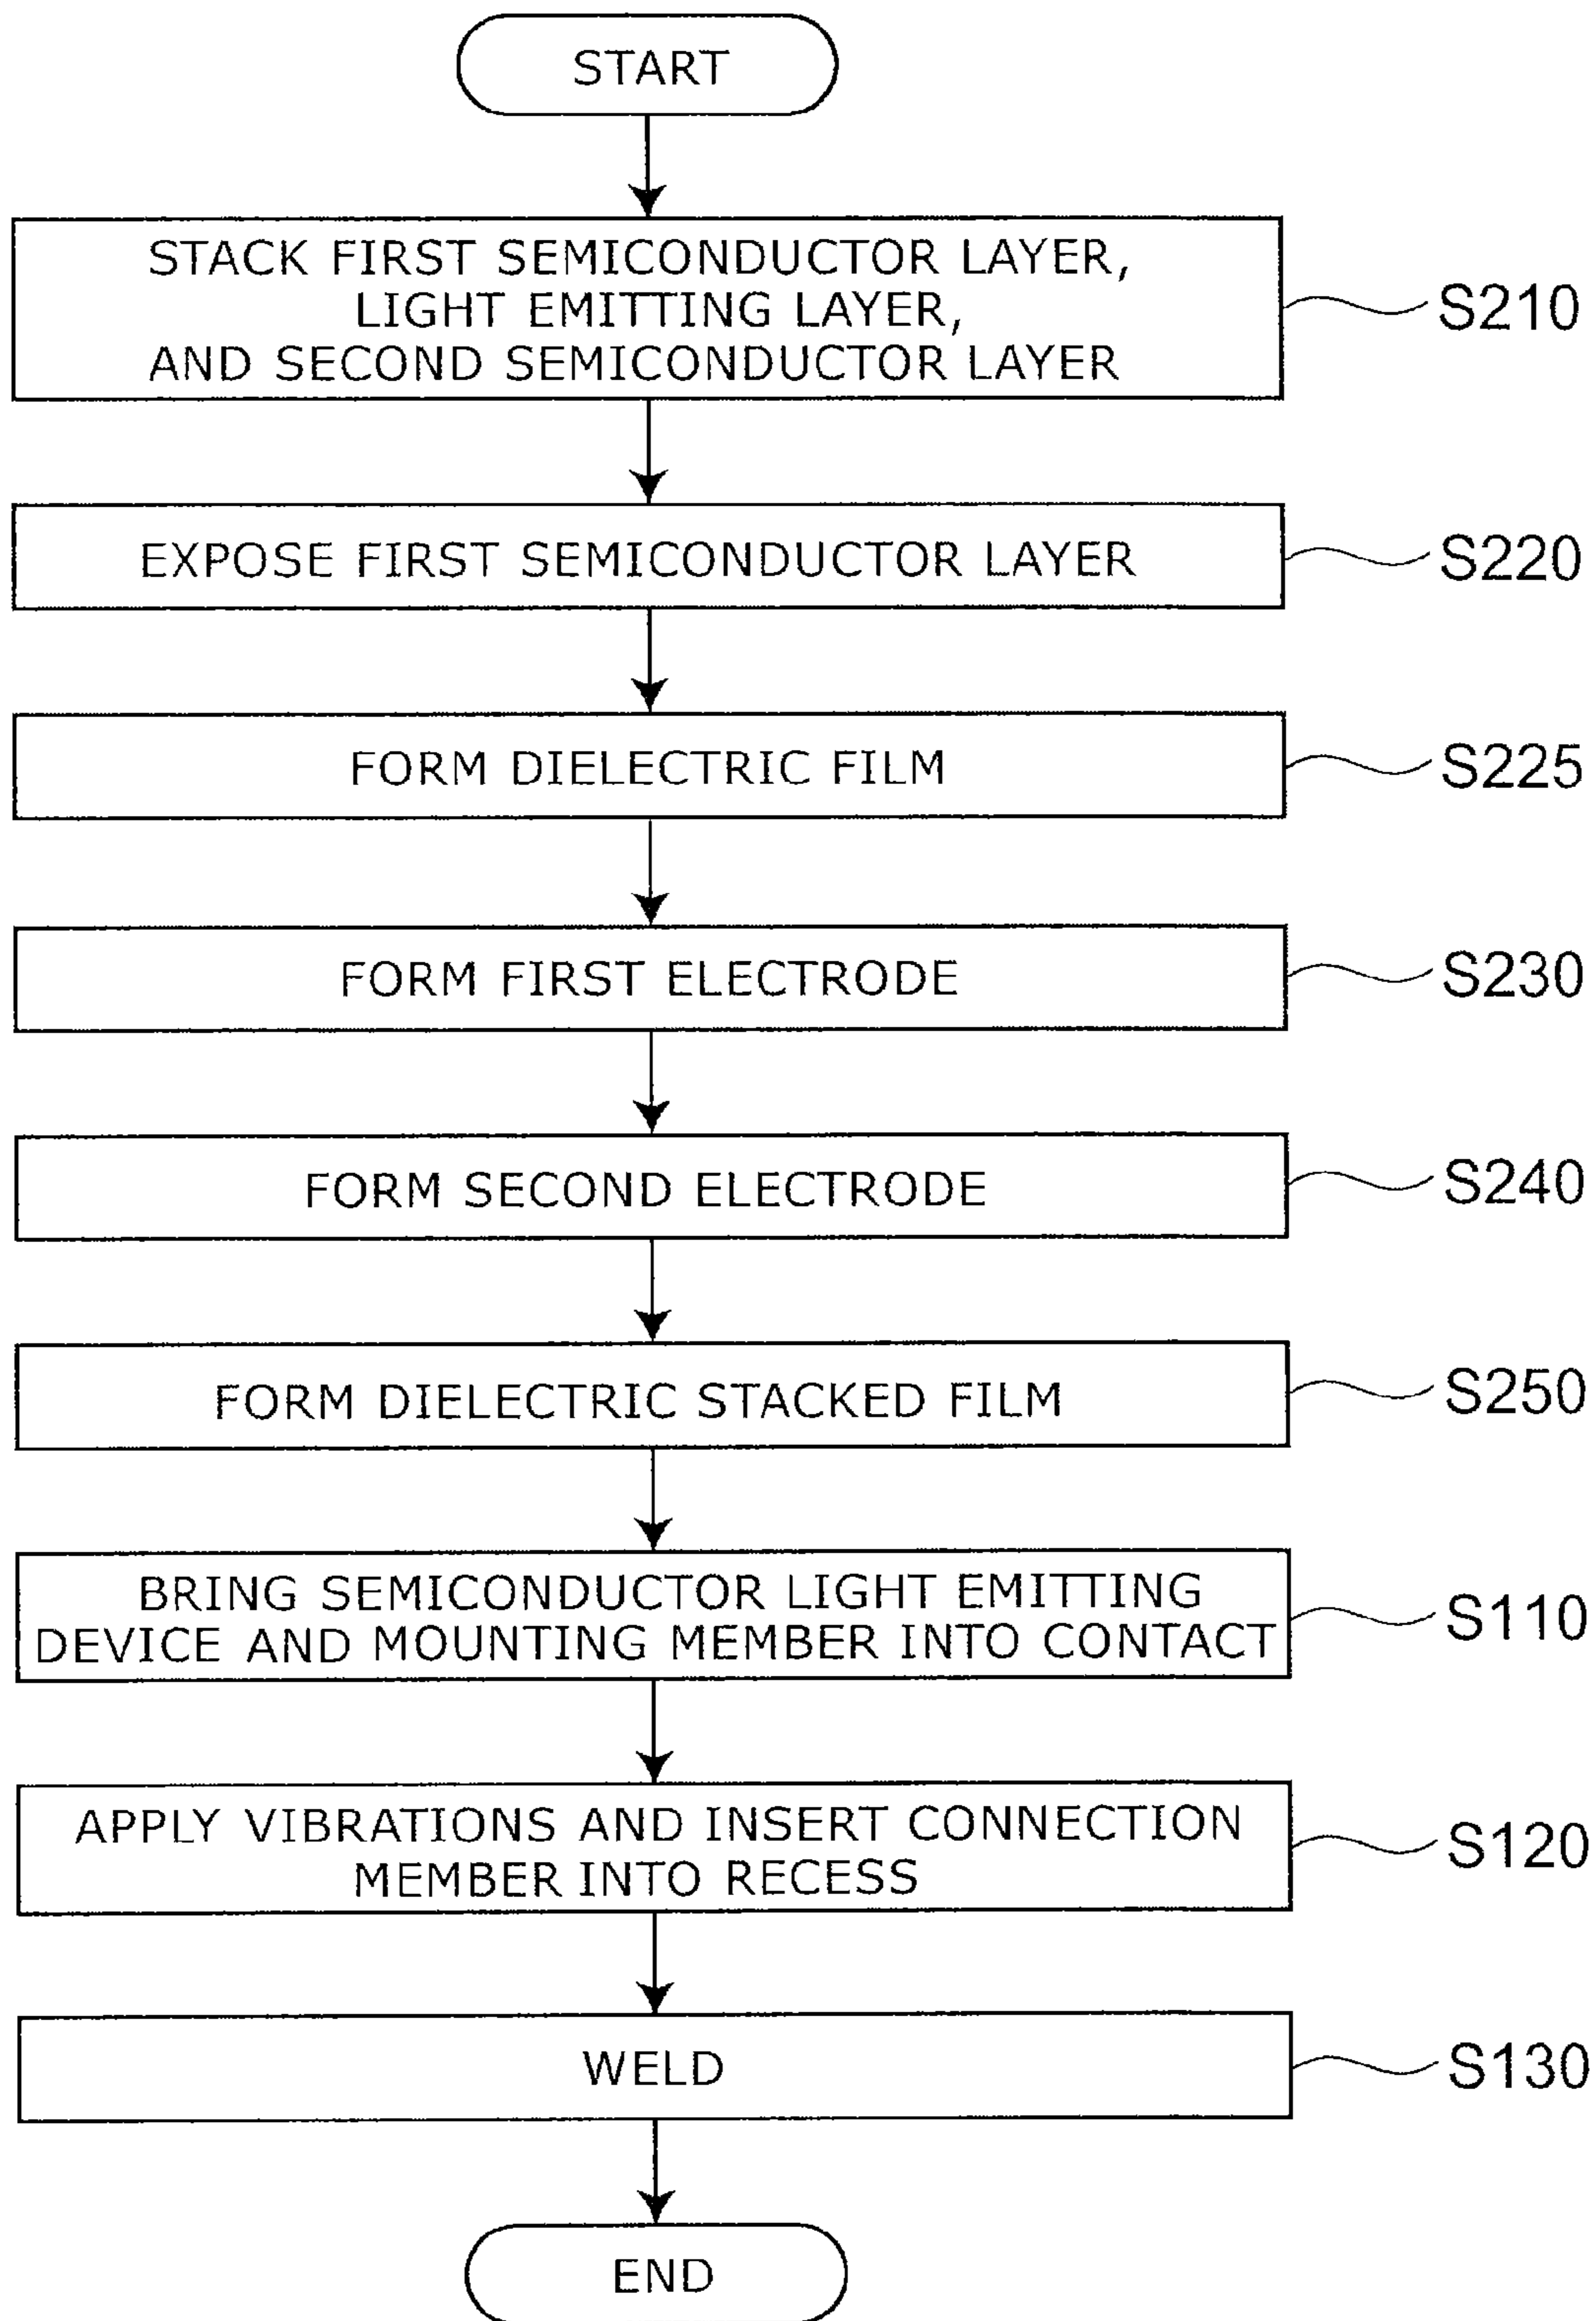 START
STACK FIRST SEMICONDUCTOR LAYER,
LIGHT EMITTING LAYER,
AND SECOND SEMICONDUCTOR LAYER
S210
EXPOSE FIRST SEMICONDUCTOR LAYER
S220
FORM DIELECTRIC FILM
S225
FORM FIRST ELECTRODE
S230
FORM SECOND ELECTRODE
S240
FORM DIELECTRIC STACKED FILM
S250
BRING SEMICONDUCTOR LIGHT EMITTING
DEVICE AND MOUNTING MEMBER INTO CONTACT
S110
APPLY VIBRATIONS AND INSERT CONNECTION
MEMBER INTO RECESS
S120
WELD
S130
END